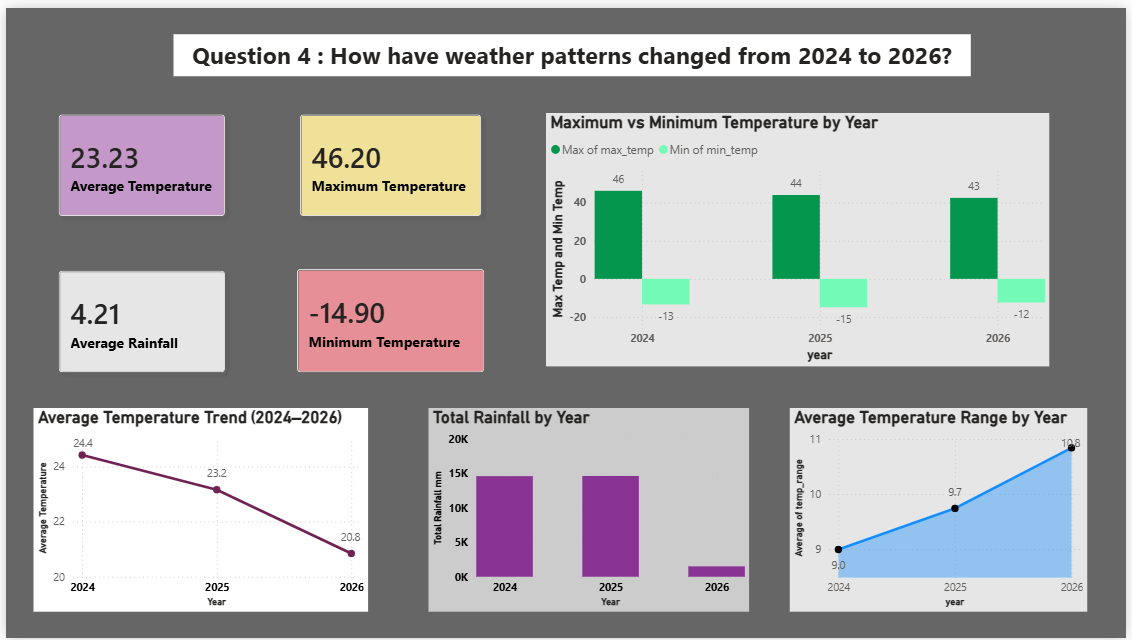 Question 4 : How have weather patterns changed from 2024 to 2026?
23.23
Average Temperature
46.20
Maximum Temperature
4.21
Average Rainfall
-14.90
Minimum Temperature
Maximum vs Minimum Temperature by Year
Max of max_temp Min of min_temp
Max Temp and Min Temp
40
20
0
-20
46
44
43
-13
-15
-12
2024 2025 2026
year
Average Temperature Trend (2024–2026)
Average Temperature
24
22
20
24.4
23.2
20.8
2024 2025 2026
Year
Total Rainfall by Year
Total Rainfall mm
20K
15K
10K
5K
0K
2024 2025 2026
Year
Average Temperature Range by Year
Average of temp_range
11
10
9
9.0
9.7
10.8
2024 2025 2026
year